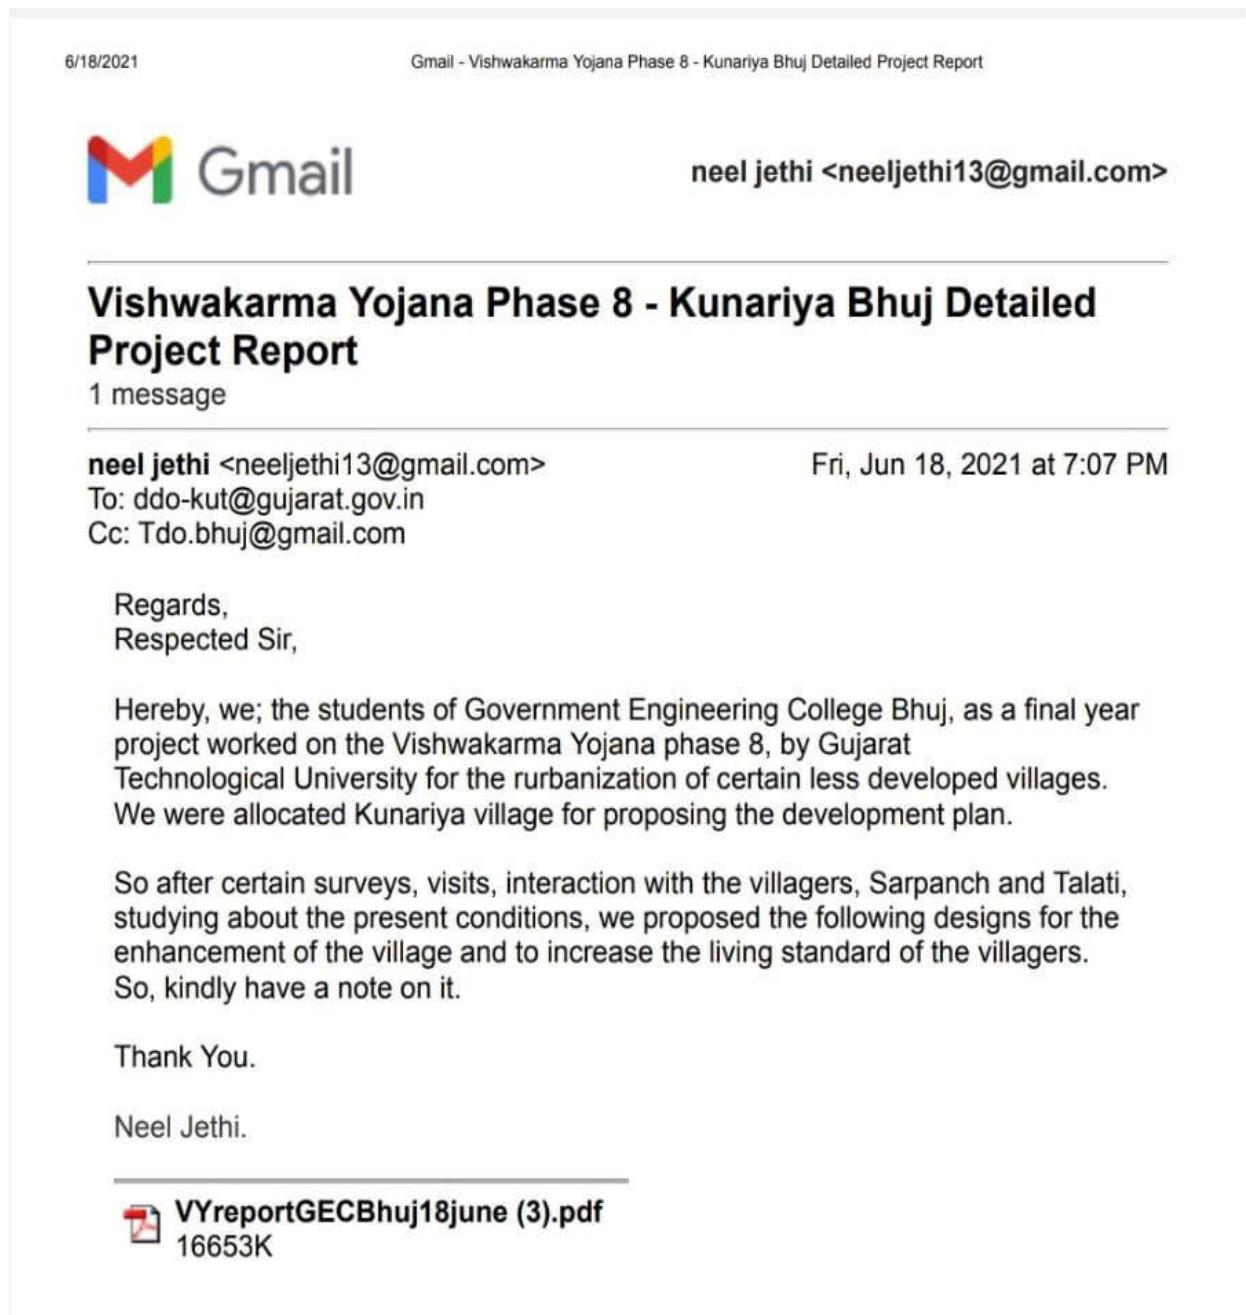 6/18/2021
Gmail - Vishwakarma Yojana Phase 8 - Kunariya Bhuj Detailed Project Report
Gmail
neel jethi <neeljethi13@gmail.com>
Vishwakarma Yojana Phase 8 - Kunariya Bhuj Detailed
Project Report
1 message
neel jethi <neeljethi13@gmail.com>
Fri, Jun 18, 2021 at 7:07 PM
To: ddo-kut@gujarat.gov.in
Cc: Tdo.bhuj@gmail.com
Regards,
Respected Sir,
Hereby, we; the students of Government Engineering College Bhuj, as a final year
project worked on the Vishwakarma Yojana phase 8, by Gujarat
Technological University for the rurbanization of certain less developed villages.
We were allocated Kunariya village for proposing the development plan.
So after certain surveys, visits, interaction with the villagers, Sarpanch and Talati,
studying about the present conditions, we proposed the following designs for the
enhancement of the village and to increase the living standard of the villagers.
So, kindly have a note on it.
Thank You.
Neel Jethi.
VYreportGECBhuj18june (3).pdf
16653K